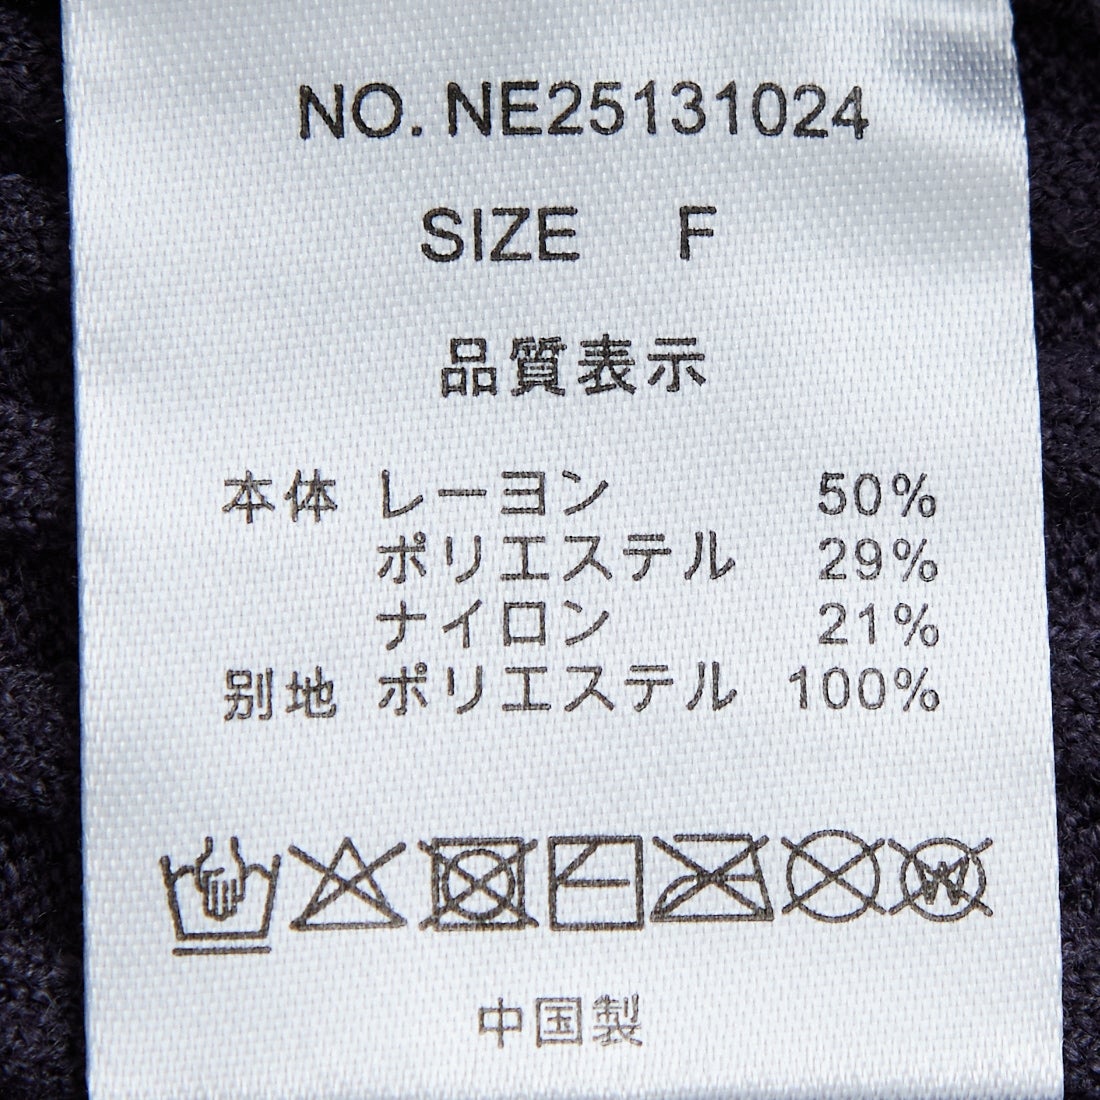 NO. NE25131024
SIZE F
品質表示
本体 レーヨン 50%
ポリエステル 29%
ナイロン 21%
別地 ポリエステル 100%
W
中国製